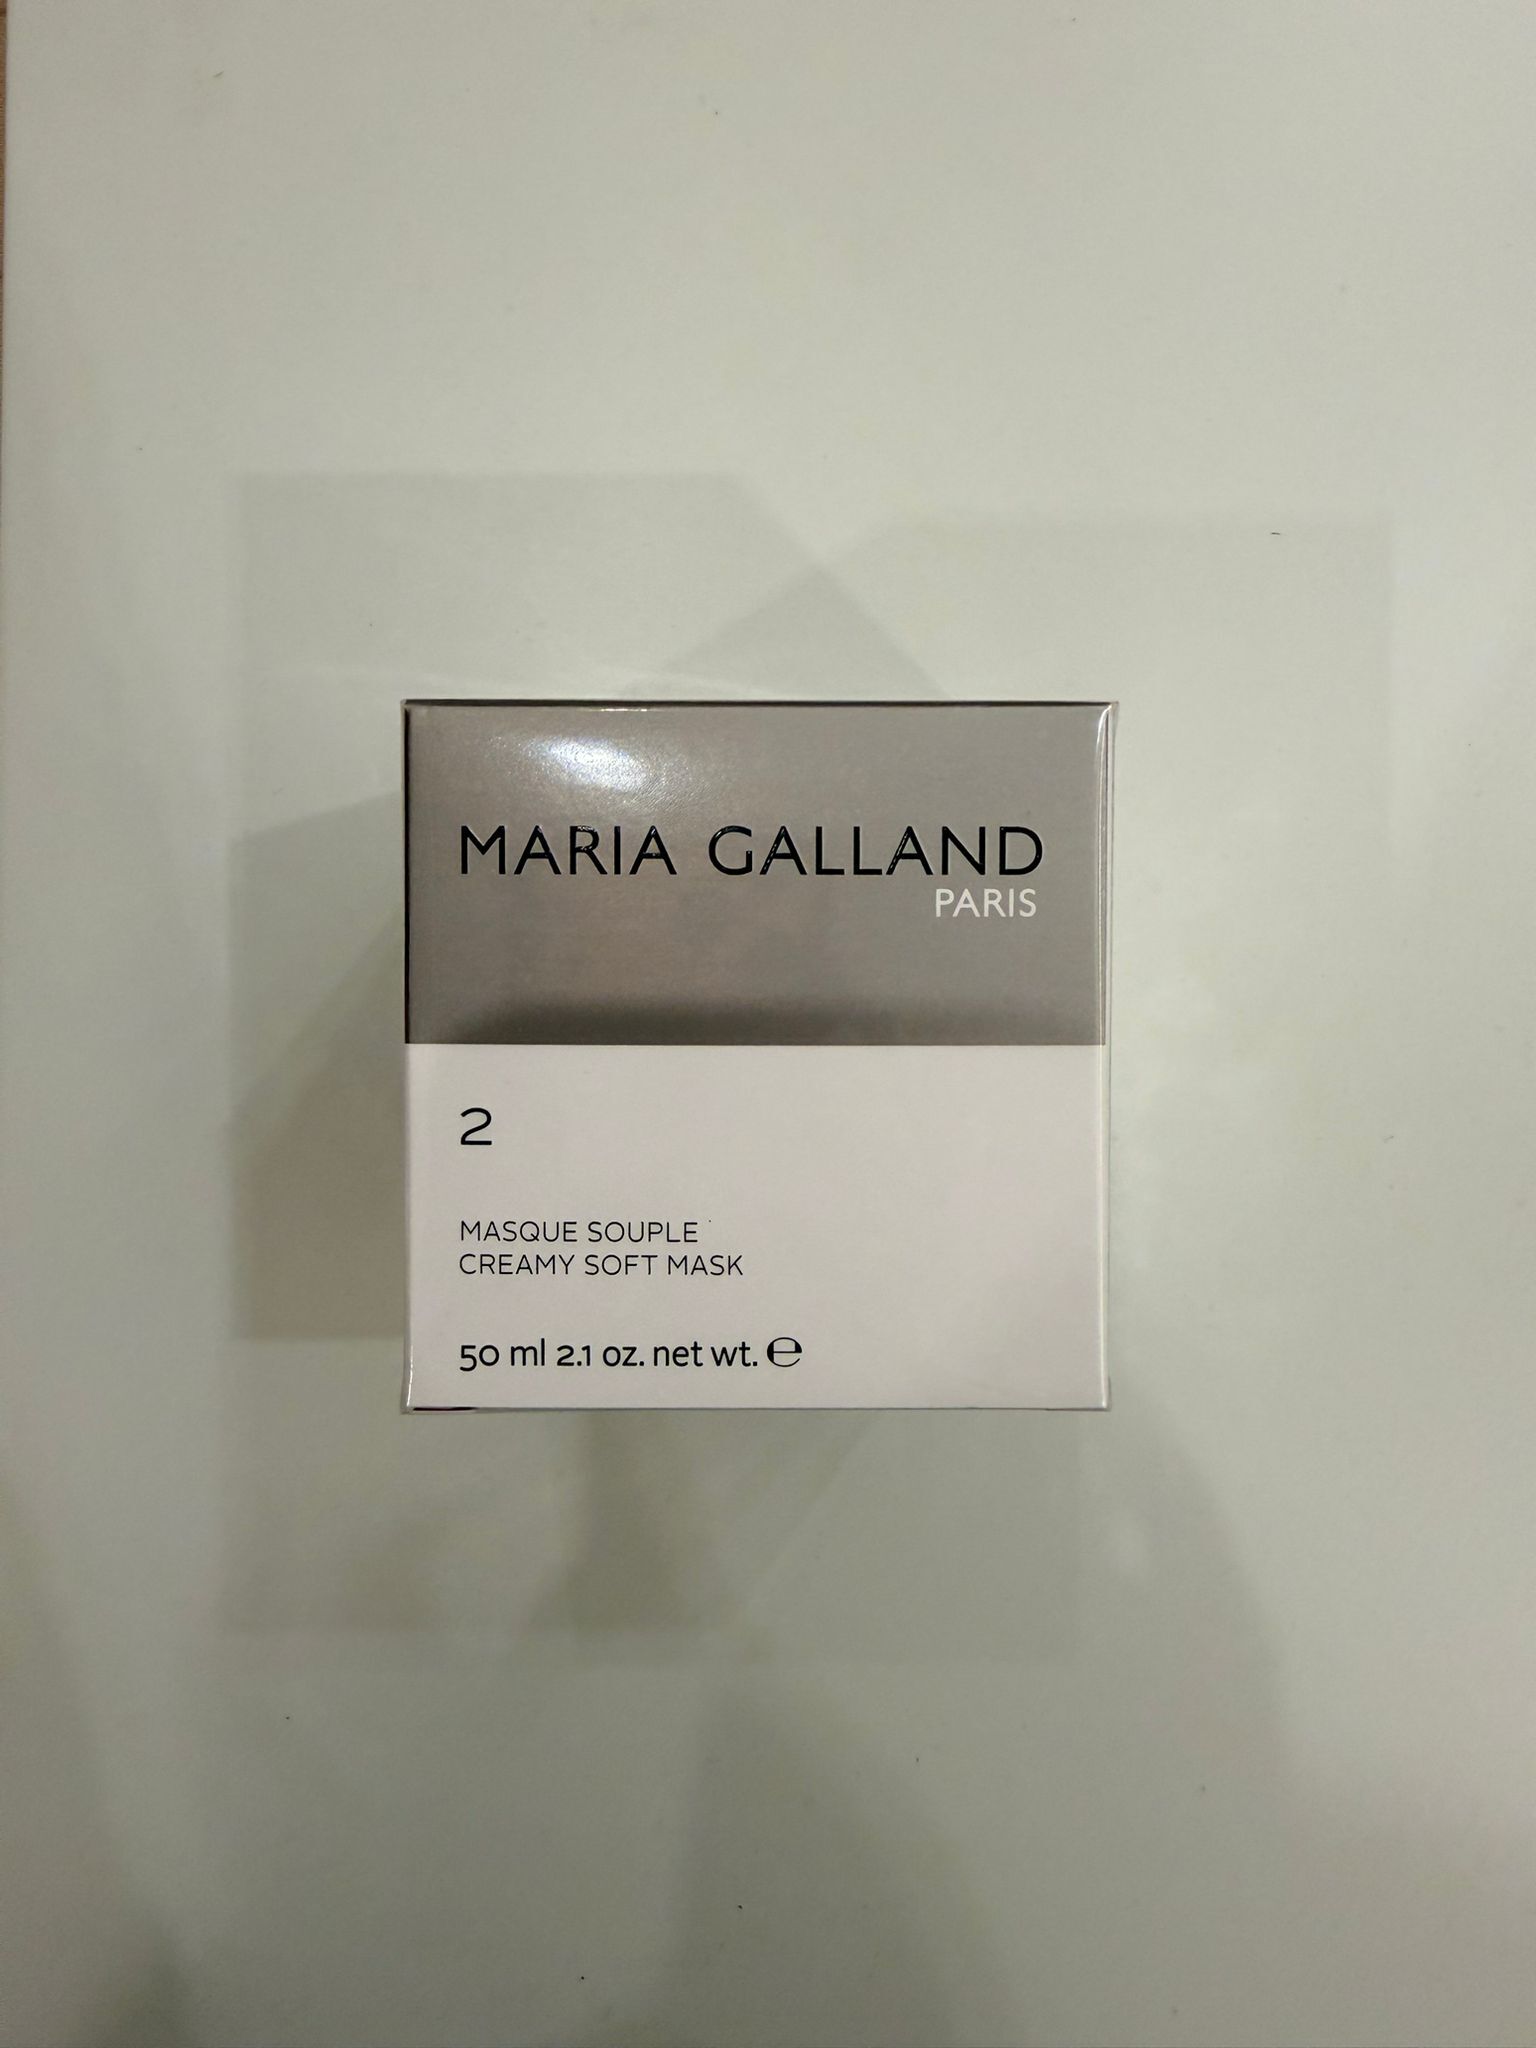 MARIA GALLAND
PARIS
2
MASQUE SOUPLE
CREAMY SOFT MASK
50 ml 2.1 oz. net wt. ℮